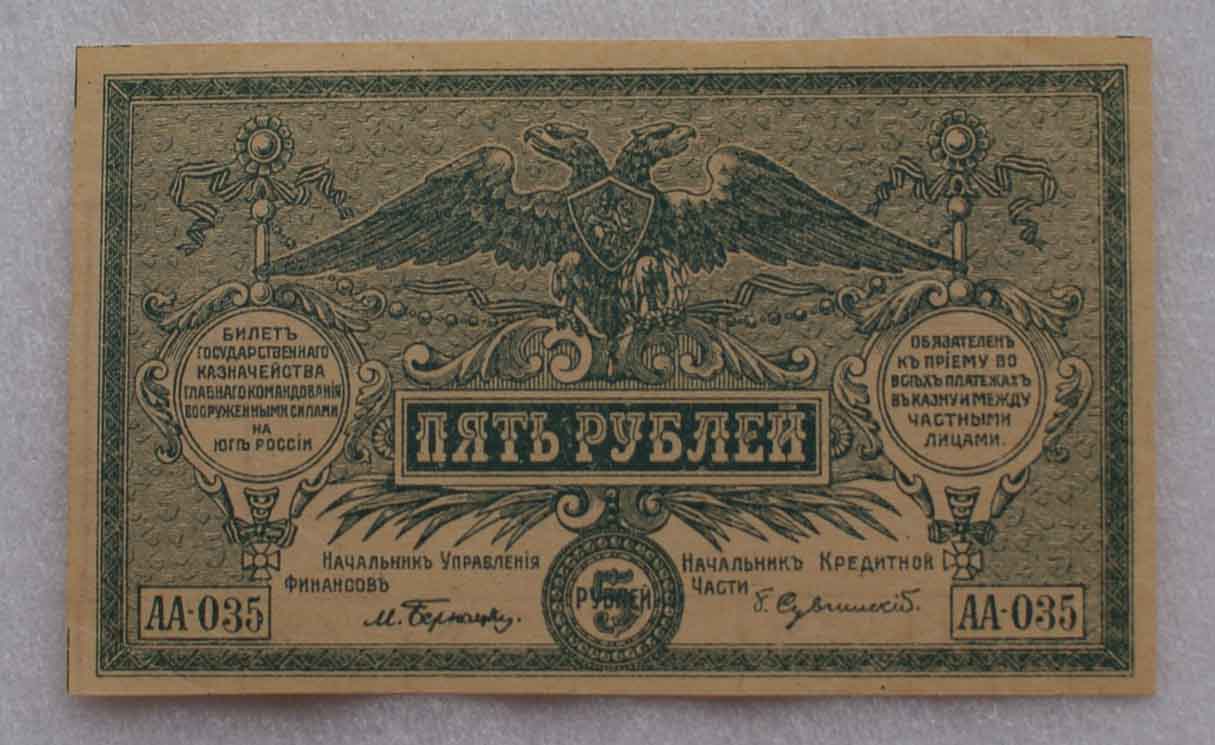 БИЛЕТЪ
ГОСУДАРСТВЕННАГО
КАЗНАЧЕЙСТВА
ГЛАВНАГО КОМАНДОВАНІЯ
ВООРУЖЕННЫМИ СИЛАМИ
НА
ЮГѢ РОССІИ
ОБЯЗАТЕЛЕНЪ
КЪ ПРІЕМУ ВО
ВСѢХЪ ПЛАТЕЖАХЪ
ВЪ КАЗНУ И МЕЖДУ
ЧАСТНЫМИ
ЛИЦАМИ.
ПЯТЬ РУБЛЕЙ
НАЧАЛЬНИКЪ УПРАВЛЕНІЯ
ФИНАНСОВЪ
М. Бернацкій.
5
РУБЛЕЙ
НАЧАЛЬНИКЪ КРЕДИТНОЙ
ЧАСТИ
АА-035
АА-035